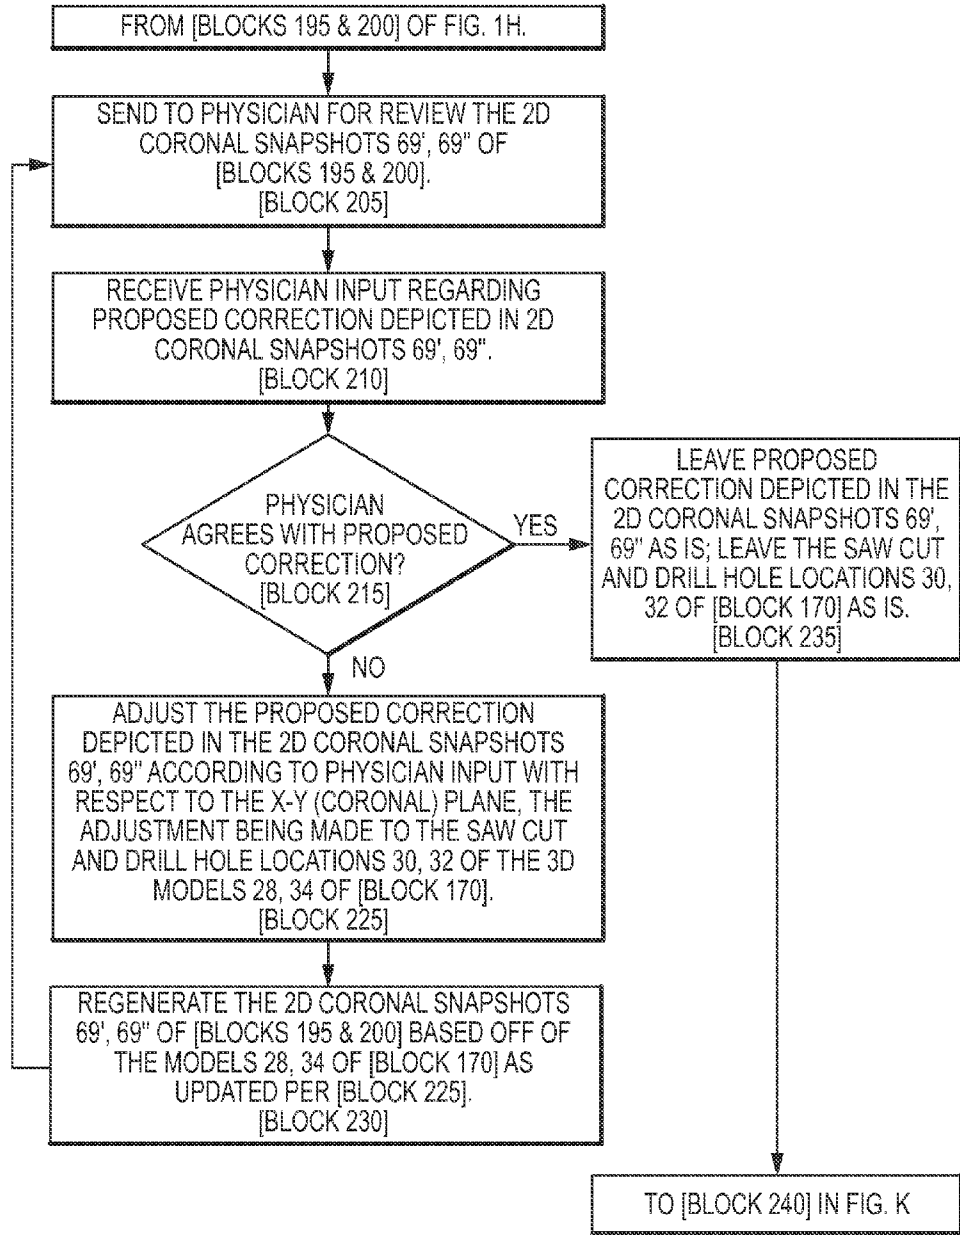 FROM [BLOCKS 195 & 200] OF FIG. 1H.
SEND TO PHYSICIAN FOR REVIEW THE 2D
CORONAL SNAPSHOTS 69', 69" OF
[BLOCKS 195 & 200].
[BLOCK 205]
RECEIVE PHYSICIAN INPUT REGARDING
PROPOSED CORRECTION DEPICTED IN 2D
CORONAL SNAPSHOTS 69', 69".
[BLOCK 210]
PHYSICIAN
AGREES WITH PROPOSED
CORRECTION?
[BLOCK 215]
YES
LEAVE PROPOSED
CORRECTION DEPICTED IN THE
2D CORONAL SNAPSHOTS 69',
69" AS IS; LEAVE THE SAW CUT
AND DRILL HOLE LOCATIONS 30,
32 OF [BLOCK 170] AS IS.
[BLOCK 235]
NO
ADJUST THE PROPOSED CORRECTION
DEPICTED IN THE 2D CORONAL SNAPSHOTS
69', 69" ACCORDING TO PHYSICIAN INPUT WITH
RESPECT TO THE X-Y (CORONAL) PLANE, THE
ADJUSTMENT BEING MADE TO THE SAW CUT
AND DRILL HOLE LOCATIONS 30, 32 OF THE 3D
MODELS 28, 34 OF [BLOCK 170].
[BLOCK 225]
REGENERATE THE 2D CORONAL SNAPSHOTS
69', 69" OF [BLOCKS 195 & 200] BASED OFF OF
THE MODELS 28, 34 OF [BLOCK 170] AS
UPDATED PER [BLOCK 225].
[BLOCK 230]
TO [BLOCK 240] IN FIG. K